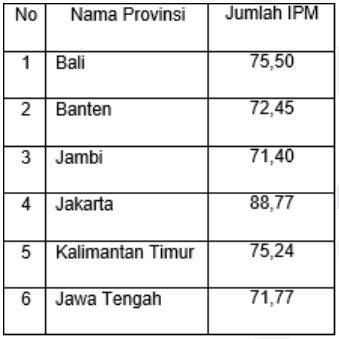 No Nama Provinsi Jumlah IPM
1 Bali 75,50
2 Banten 72,45
3 Jambi 71,40
4 Jakarta 88,77
5 Kalimantan Timur 75,24
6 Jawa Tengah 71,77